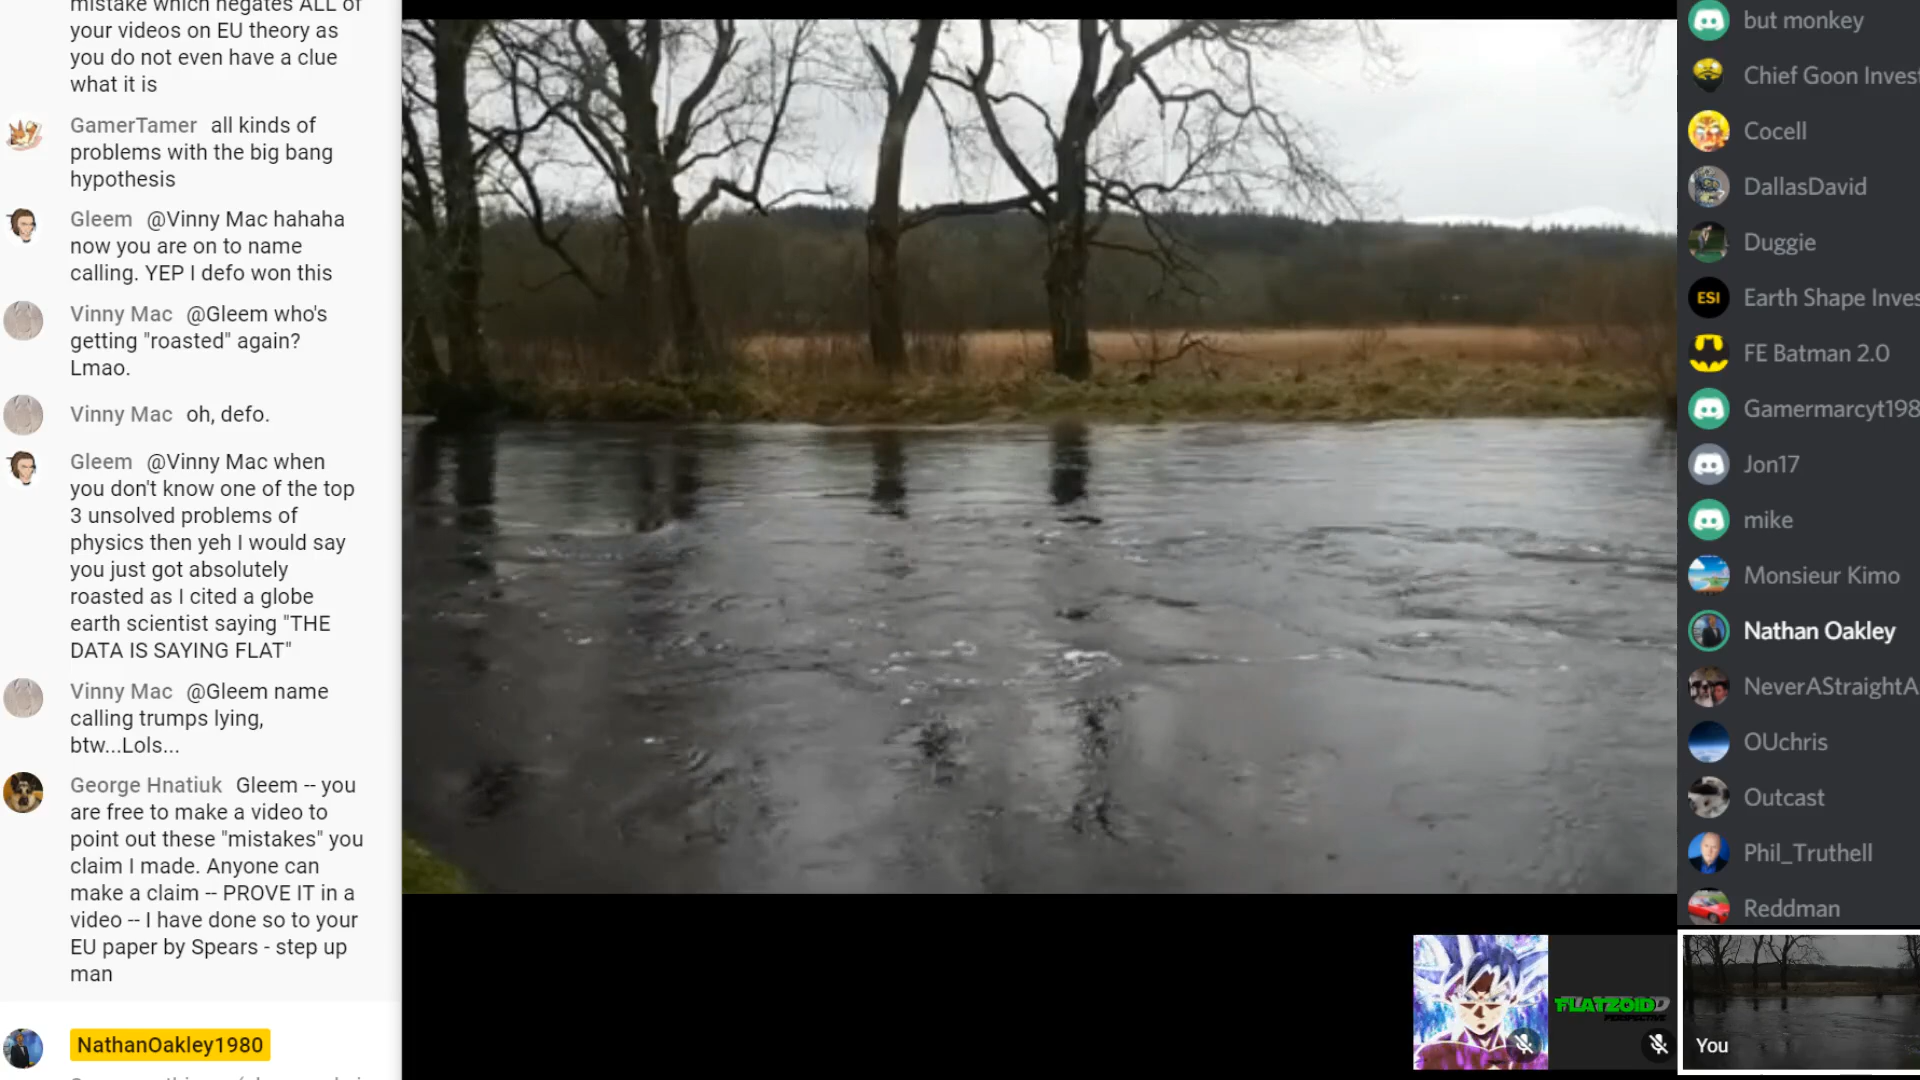 mistake which negates ALL of
your videos on EU theory as
you do not even have a clue
what it is
GamerTamer all kinds of
problems with the big bang
hypothesis
Gleem @Vinny Mac hahaha
now you are on to name
calling. YEP I defo won this
Vinny Mac @Gleem who's
getting "roasted" again?
Lmao.
Vinny Mac oh, defo.
Gleem @Vinny Mac when
you don't know one of the top
3 unsolved problems of
physics then yeh I would say
you just got absolutely
roasted as I cited a globe
earth scientist saying "THE
DATA IS SAYING FLAT"
Vinny Mac @Gleem name
calling trumps lying,
btw...Lols...
George Hnatiuk Gleem -- you
are free to make a video to
point out these "mistakes" you
claim I made. Anyone can
make a claim -- PROVE IT in a
video -- I have done so to your
EU paper by Spears - step up
man
NathanOakley1980
but monkey
Chief Goon Invest
Cocell
DallasDavid
Duggie
ESI
Earth Shape Inves
FE Batman 2.0
Gamermarcyt198
Jon17
mike
Monsieur Kimo
Nathan Oakley
NeverAStraightA
OUchris
Outcast
Phil_Truthell
Reddman
FLATZOID
PERSPECTIVE
You